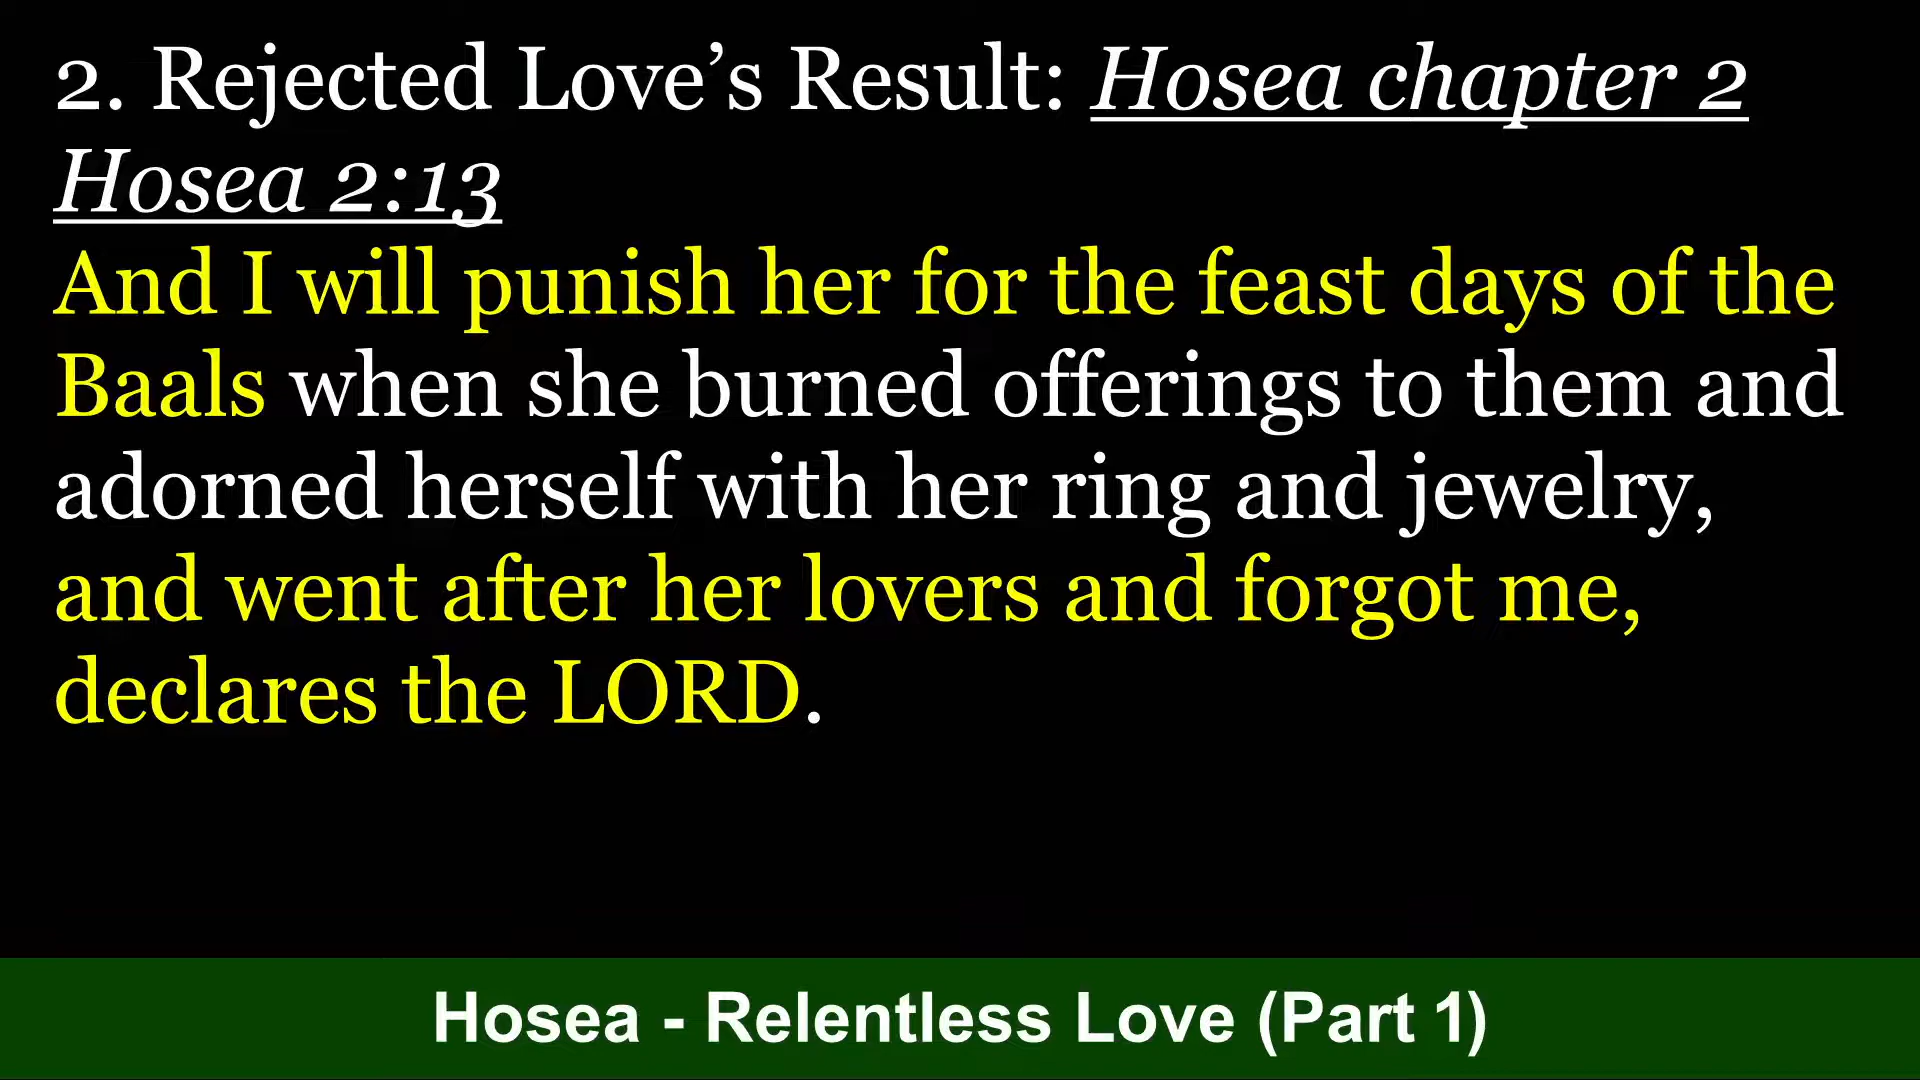 2. Rejected Love’s Result: Hosea chapter 2
Hosea 2:13
And I will punish her for the feast days of the
Baals when she burned offerings to them and
adorned herself with her ring and jewelry,
and went after her lovers and forgot me,
declares the LORD.
Hosea - Relentless Love (Part 1)